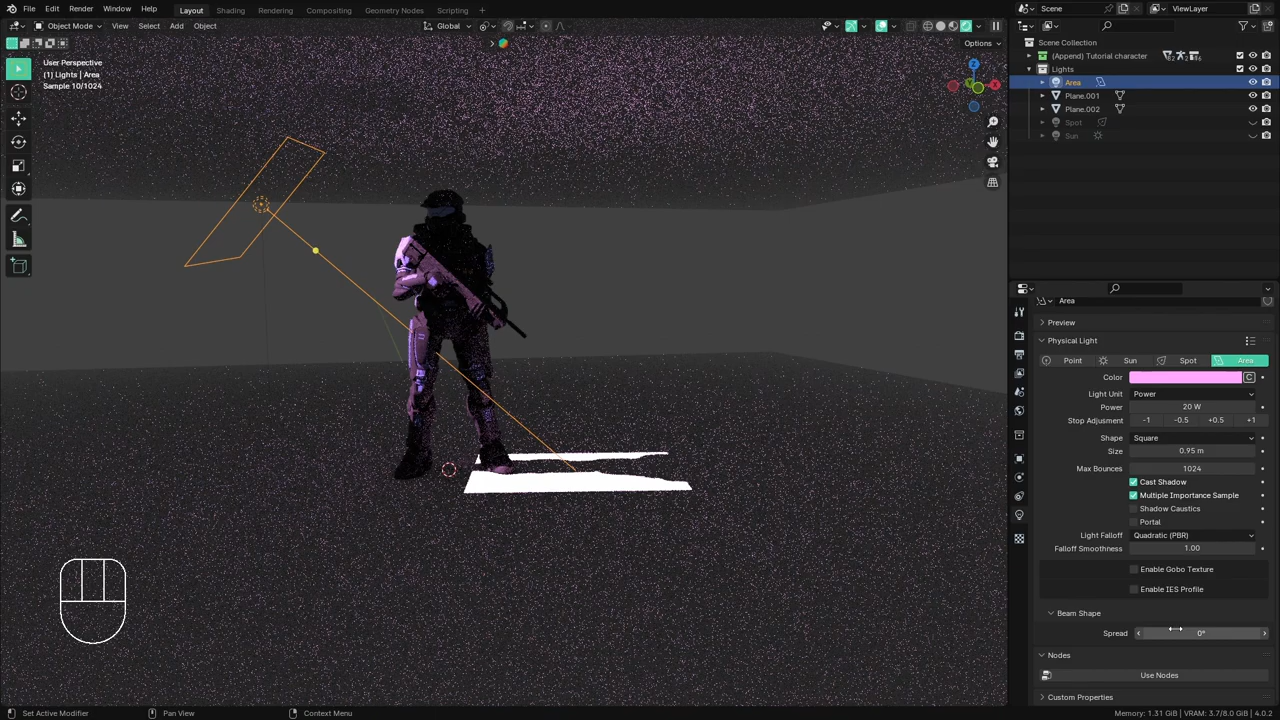 File Edit Render Window Help Layout Shading Compositing Geometry Nodes Scripting Scene ViewLayer
Object Mode View Select Add Object Global
Options
User Perspective
(1) Lights | Area
Sample 10/1024
Z
X
Scene Collection
(Append) Tutorial character
Lights
Area
Plane.001
Plane.002
Spot
Sun
Area
Preview
Physical Light
Point Sun Spot Area
Color C
Light Unit Power
Power 20 W
Stop Adjusment -1 -0.5 +0.5 +1
Shape Square
Size 0.95 m
Max Bounces 1024
Cast Shadow
Multiple Importance Sample
Shadow Caustics
Portal
Light Falloff Quadratic (PBR)
Falloff Smoothness 1.00
Enable Gobo Texture
Enable IES Profile
Beam Shape
Spread 0°
Nodes
Use Nodes
Custom Properties
Set Active Modifier Pan View Context Menu Memory: 1.31 GiB | VRAM: 3.7/8.0 GiB | 4.0.2